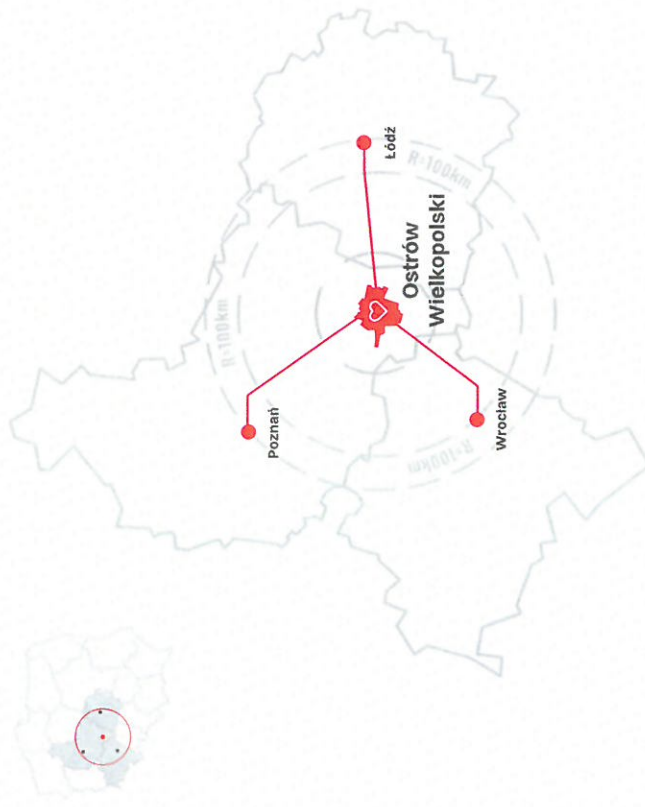 R=100km
Poznań
Łódź
R=100km
Ostrów
Wielkopolski
Wrocław
R=100km